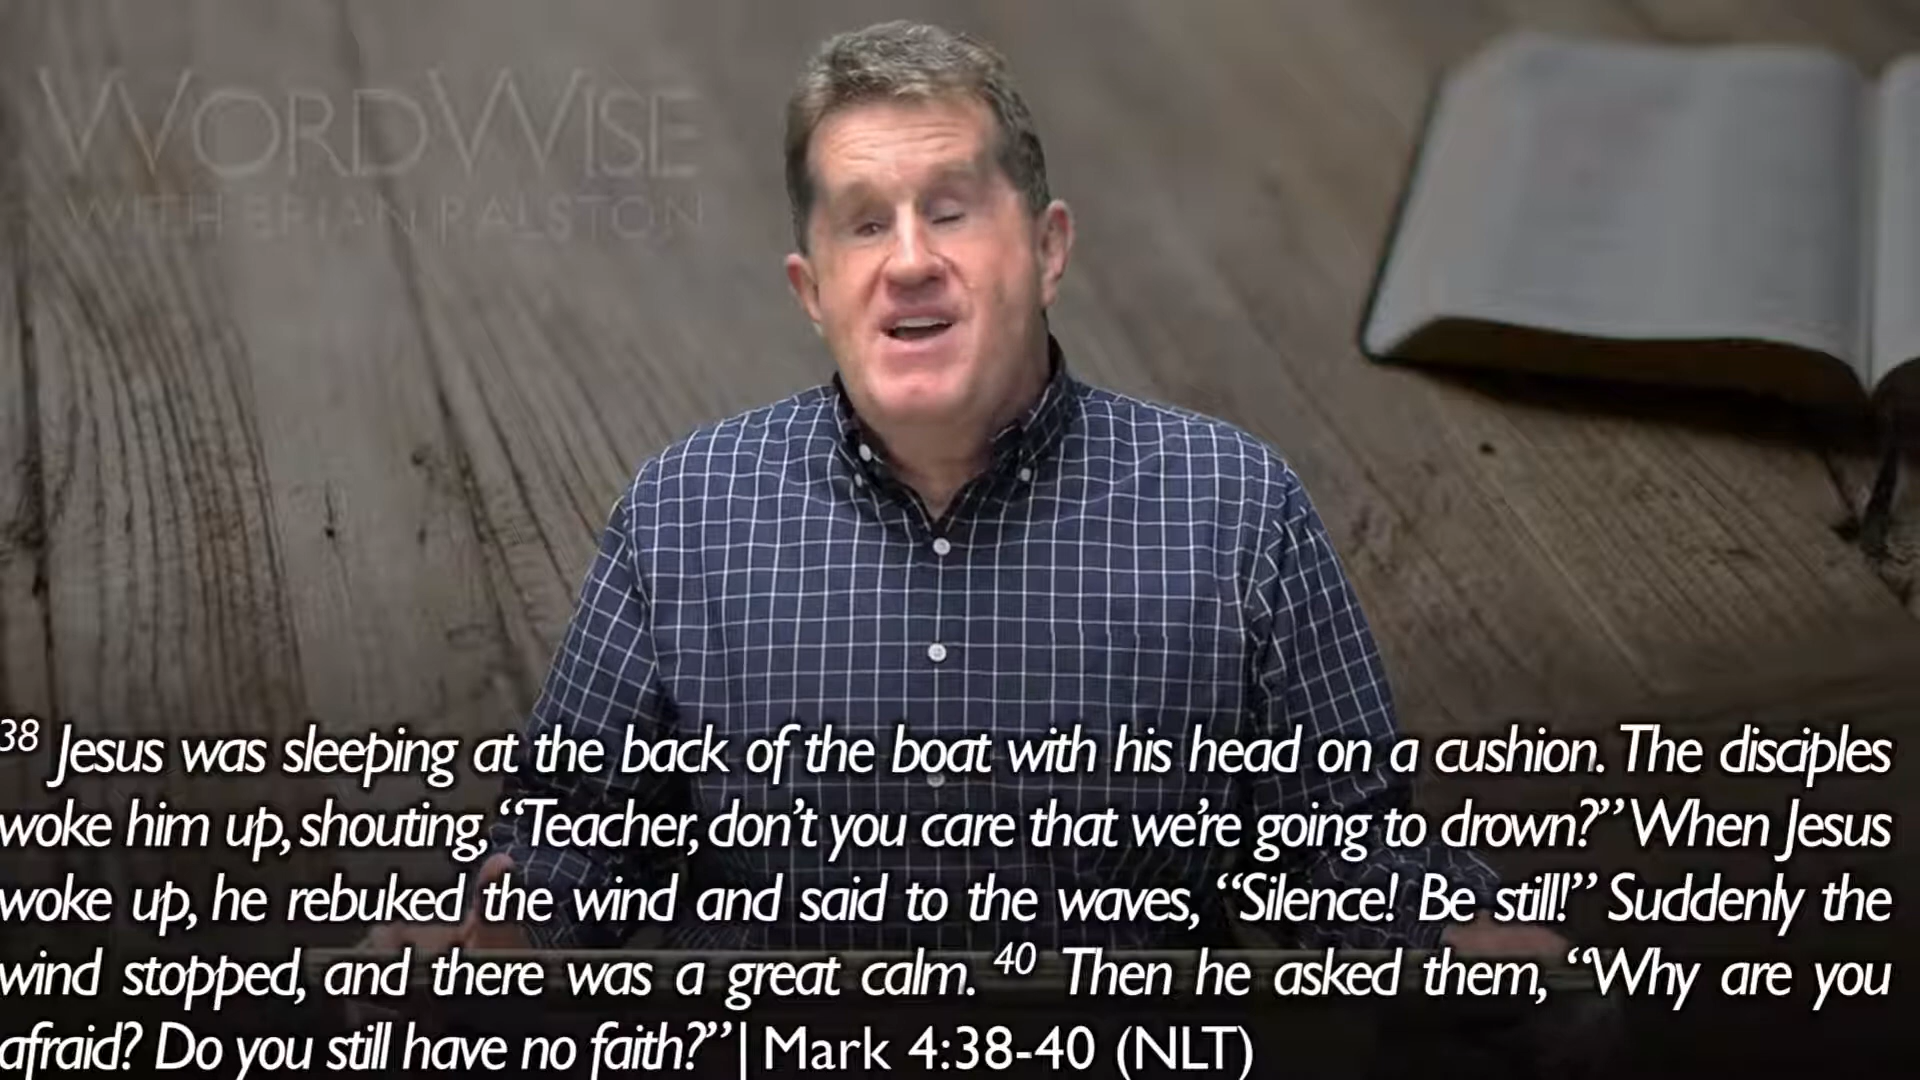 WORDWISE
WITH BRIAN RALSTON
38 Jesus was sleeping at the back of the boat with his head on a cushion. The disciples
woke him up, shouting, “Teacher, don’t you care that we’re going to drown?” When Jesus
woke up, he rebuked the wind and said to the waves, “Silence! Be still!” Suddenly the
wind stopped, and there was a great calm. 40 Then he asked them, “Why are you
afraid? Do you still have no faith?” | Mark 4:38-40 (NLT)